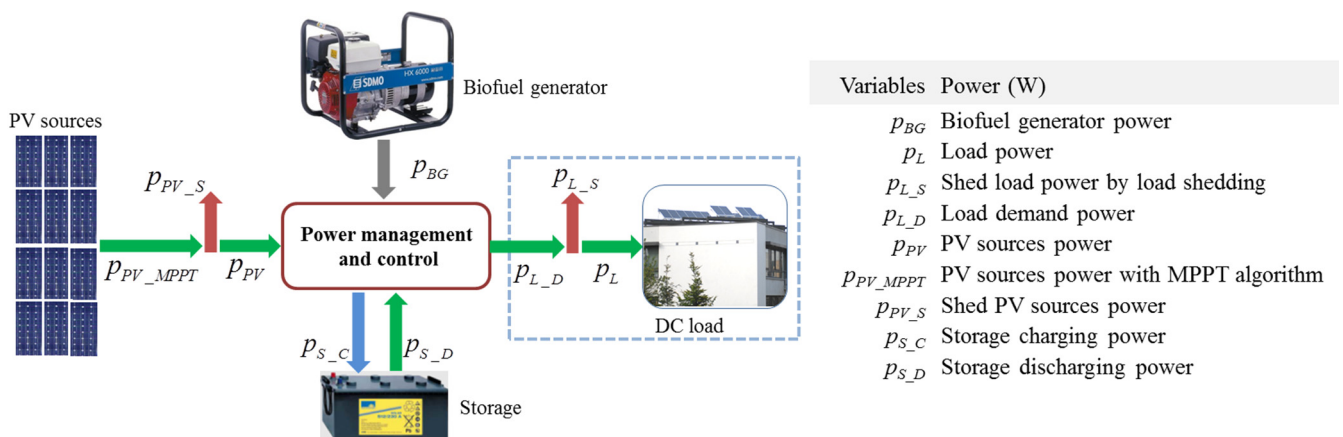 Biofuel generator
HX 6000
SDMO
PV sources
p_PV_S
p_BG
p_L_S
Power management
and control
p_PV_MPPT
p_PV
p_L_D
p_L
DC load
p_S_C
p_S_D
Storage
Variables Power (W)
p_BG Biofuel generator power
p_L Load power
p_L_S Shed load power by load shedding
p_L_D Load demand power
p_PV PV sources power
p_PV_MPPT PV sources power with MPPT algorithm
p_PV_S Shed PV sources power
p_S_C Storage charging power
p_S_D Storage discharging power